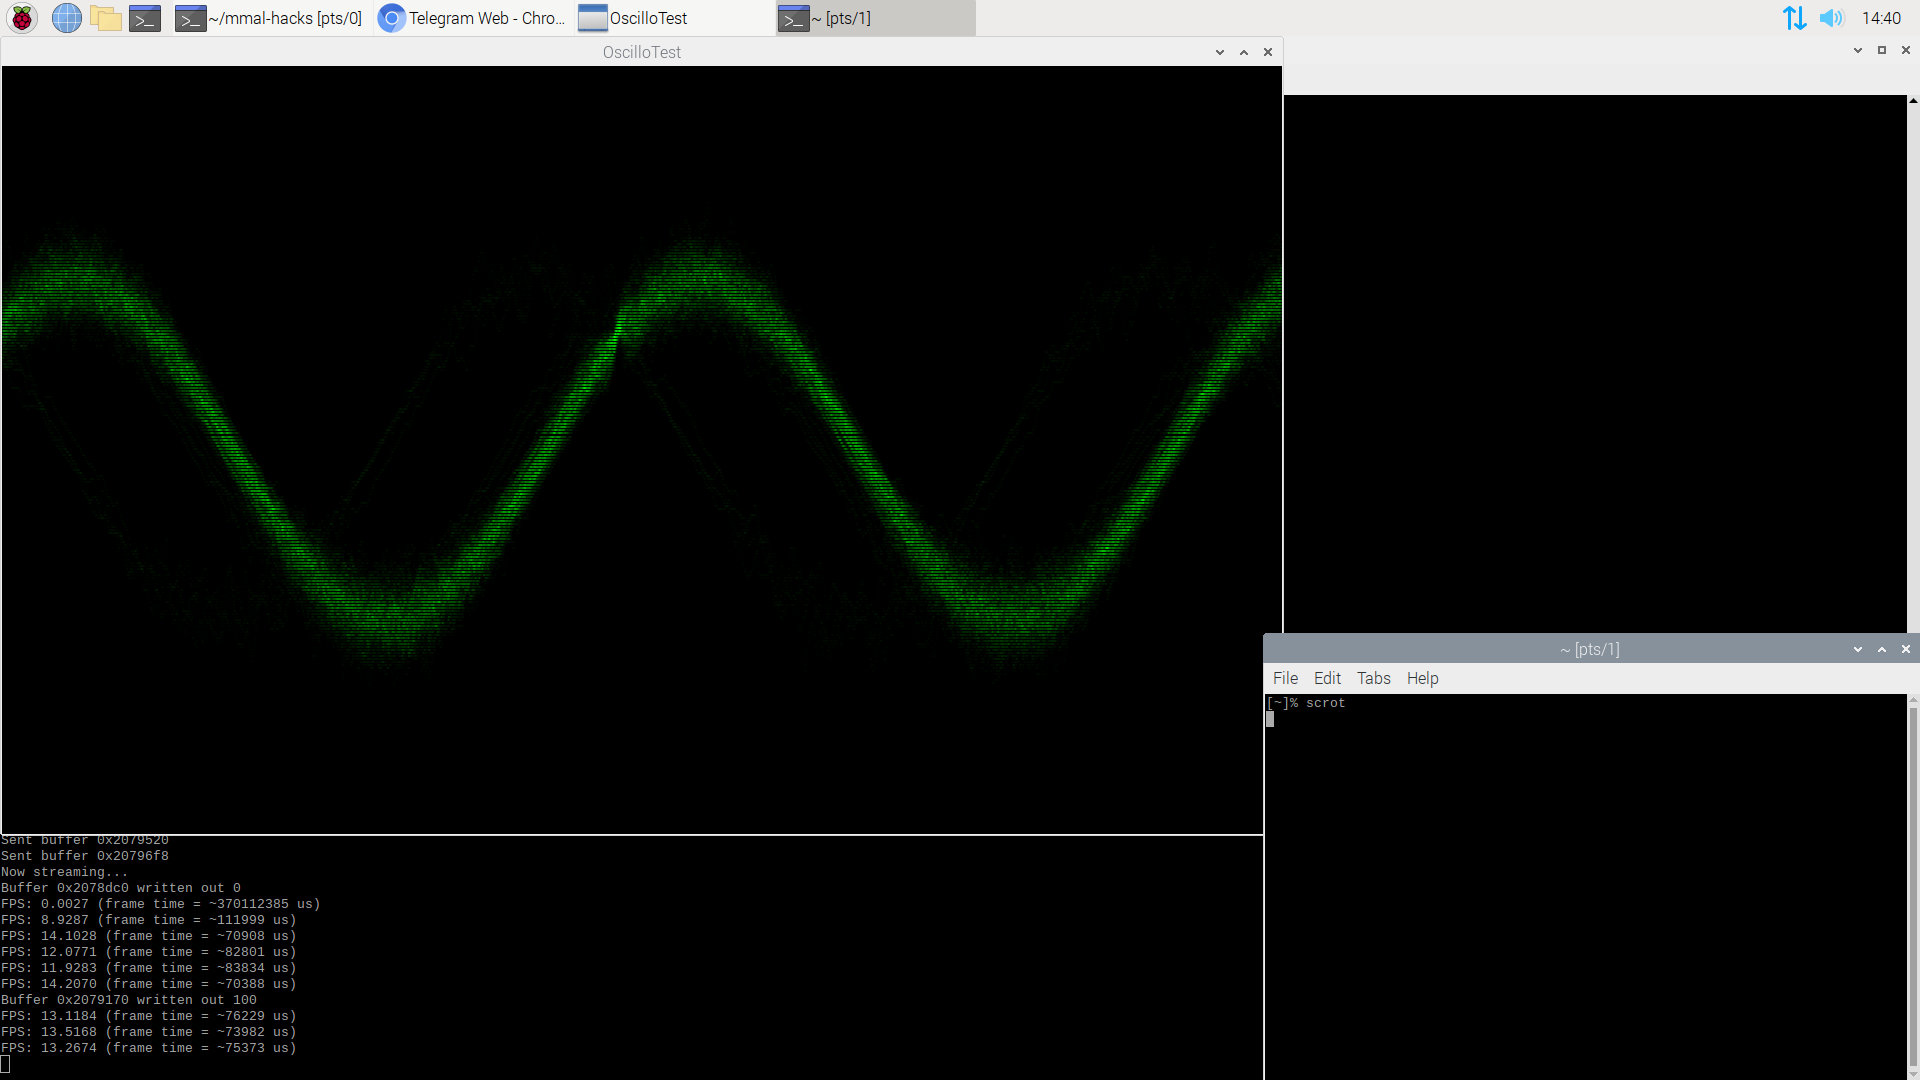 ~/mmal-hacks [pts/0]
Telegram Web - Chro...
OscilloTest
~ [pts/1]
14:40
OscilloTest
Sent buffer 0x2079520
Sent buffer 0x20796f8
Now streaming...
Buffer 0x2078dc0 written out 0
FPS: 0.0027 (frame time = ~370112385 us)
FPS: 8.9287 (frame time = ~111999 us)
FPS: 14.1028 (frame time = ~70908 us)
FPS: 12.0771 (frame time = ~82801 us)
FPS: 11.9283 (frame time = ~83834 us)
FPS: 14.2070 (frame time = ~70388 us)
Buffer 0x2079170 written out 100
FPS: 13.1184 (frame time = ~76229 us)
FPS: 13.5168 (frame time = ~73982 us)
FPS: 13.2674 (frame time = ~75373 us)
~ [pts/1]
File Edit Tabs Help
[~]% scrot